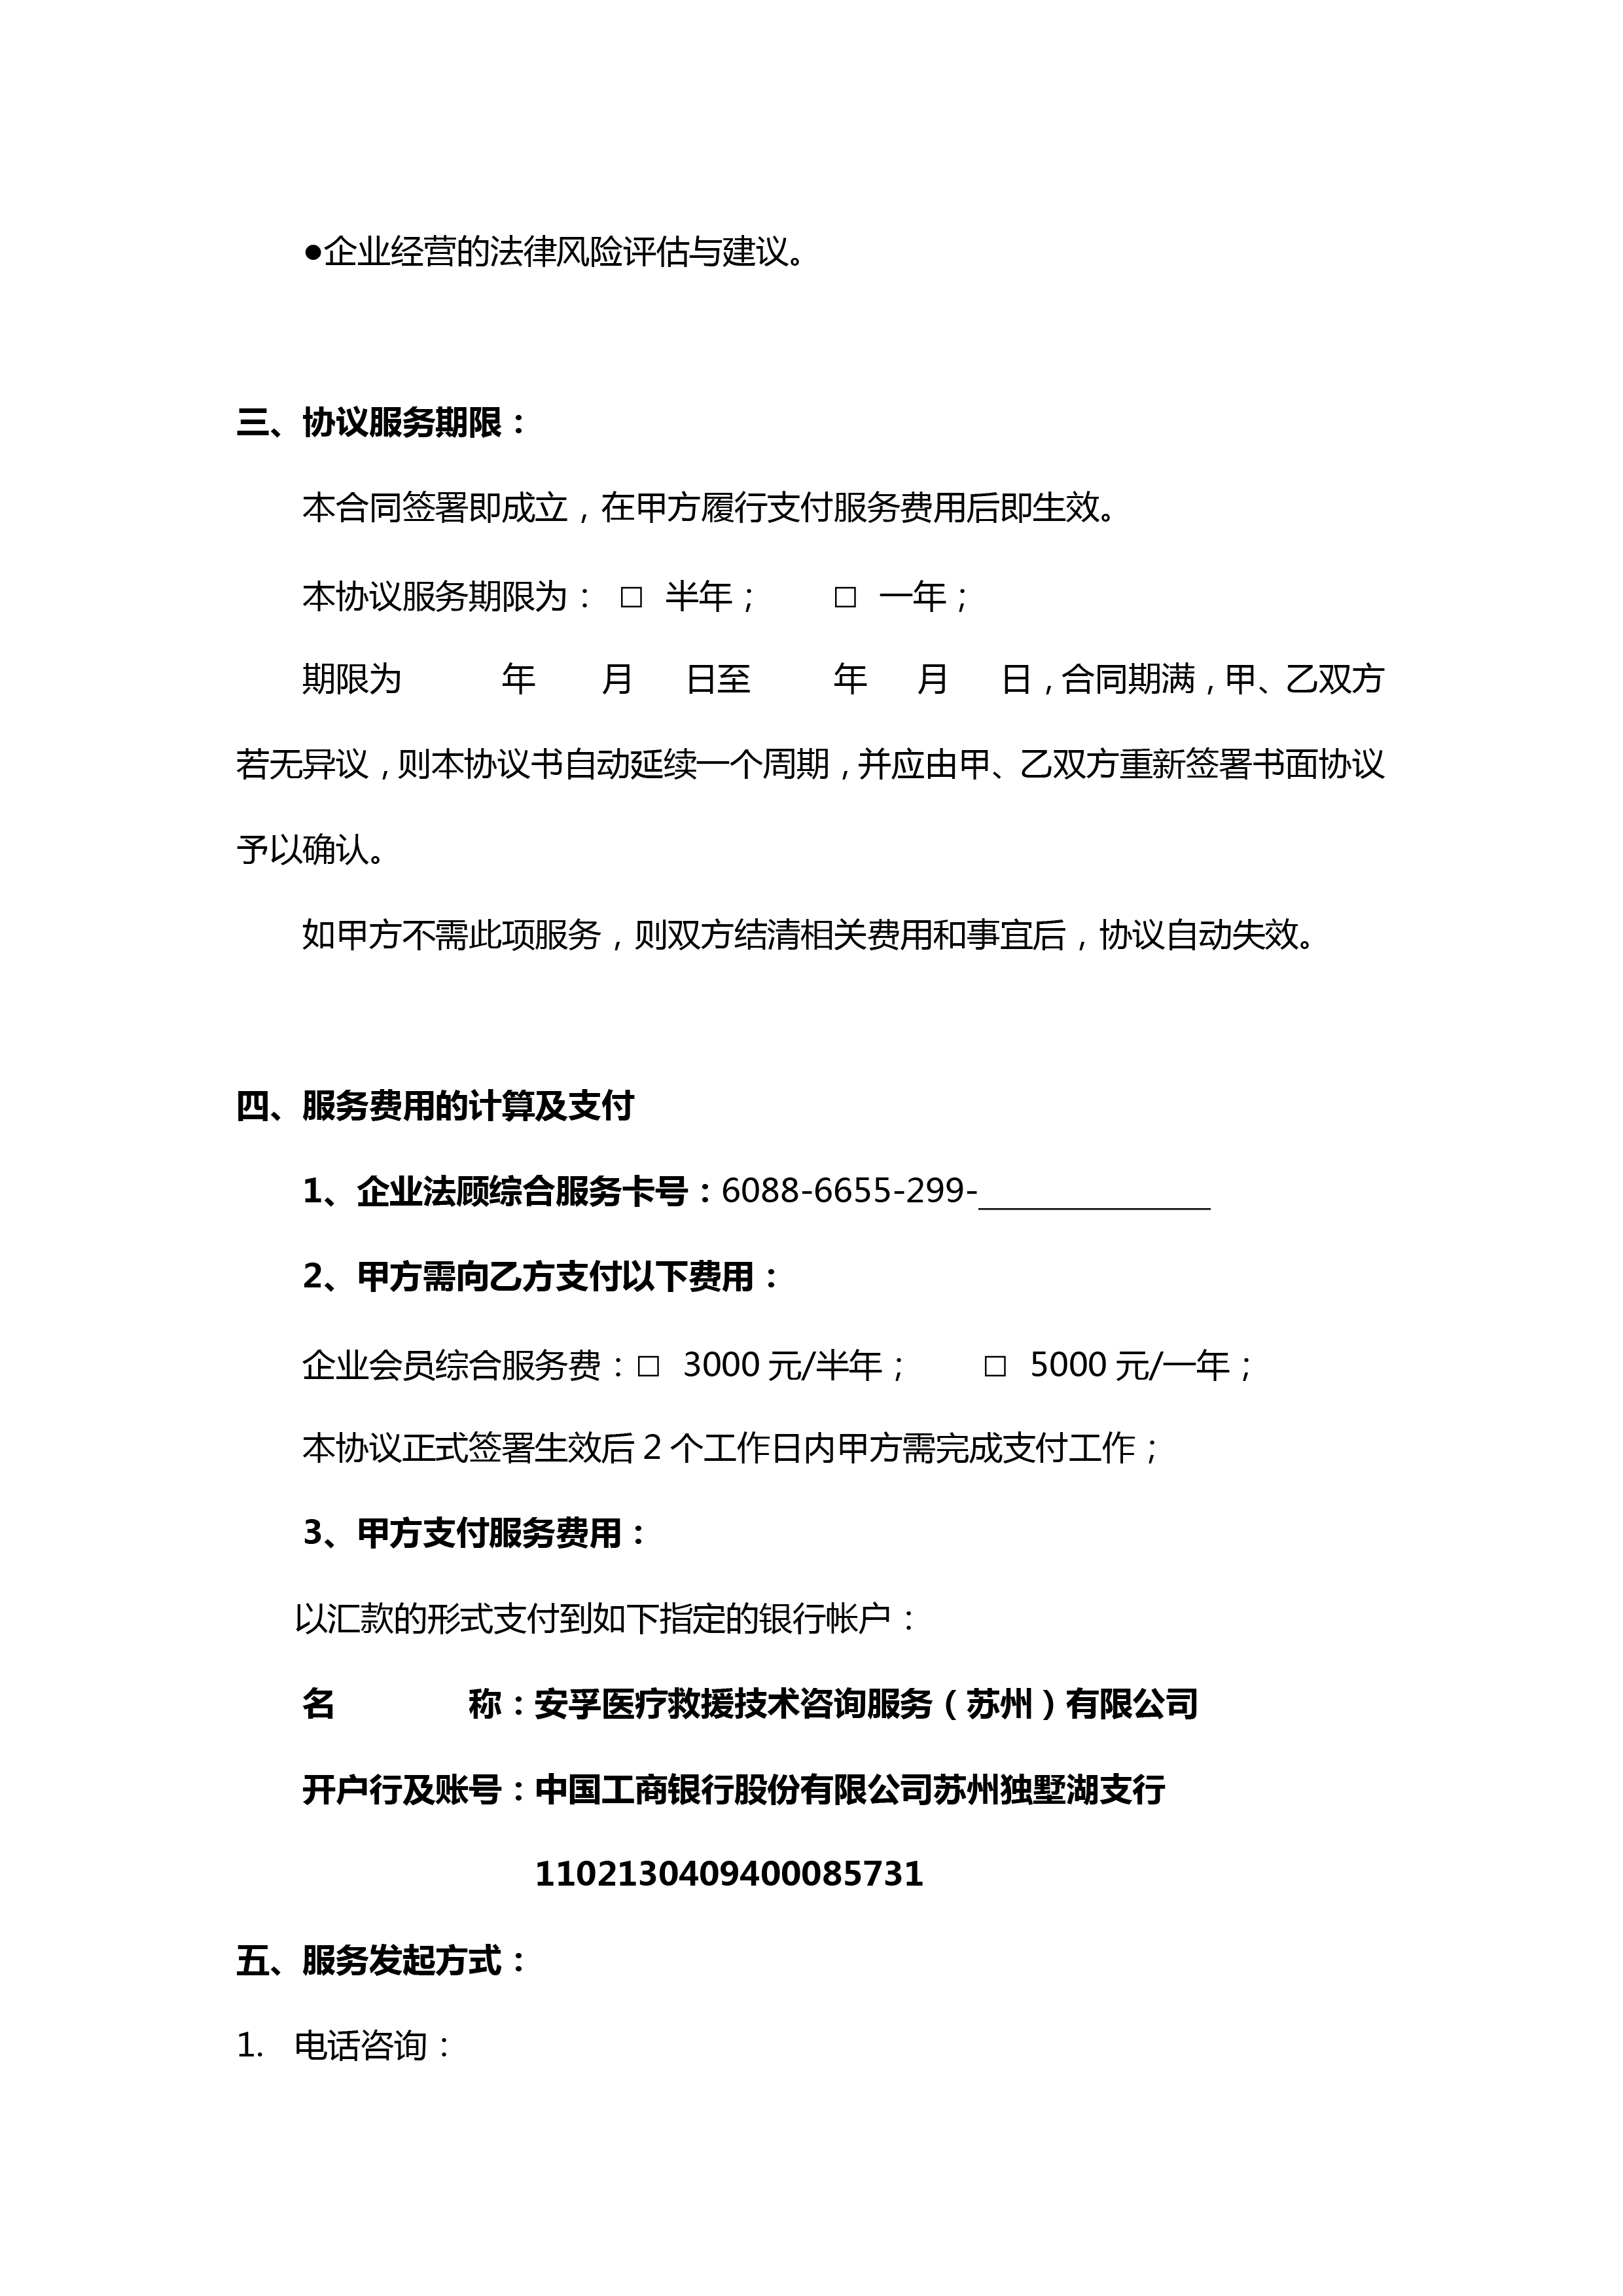 ●企业经营的法律风险评估与建议。
三、协议服务期限：
本合同签署即成立，在甲方履行支付服务费用后即生效。
本协议服务期限为： □ 半年； □ 一年；
期限为 年 月 日至 年 月 日，合同期满，甲、乙双方
若无异议，则本协议书自动延续一个周期，并应由甲、乙双方重新签署书面协议
予以确认。
如甲方不需此项服务，则双方结清相关费用和事宜后，协议自动失效。
四、服务费用的计算及支付
1、企业法顾综合服务卡号：6088-6655-299-______________
2、甲方需向乙方支付以下费用：
企业会员综合服务费：□ 3000 元/半年； □ 5000 元/一年；
本协议正式签署生效后 2 个工作日内甲方需完成支付工作；
3、甲方支付服务费用：
以汇款的形式支付到如下指定的银行帐户：
名 称：安孚医疗救援技术咨询服务（苏州）有限公司
开户行及账号：中国工商银行股份有限公司苏州独墅湖支行
1102130409400085731
五、服务发起方式：
1. 电话咨询：